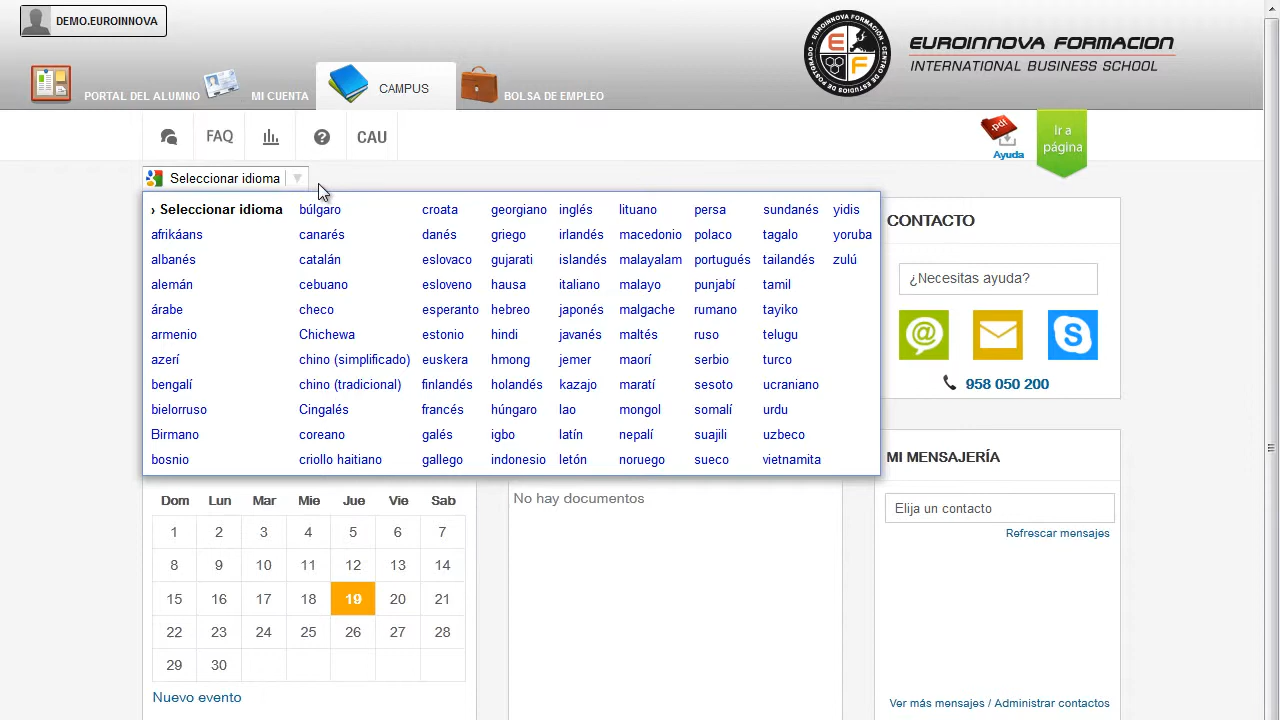 DEMO.EUROINNOVA
PORTAL DEL ALUMNO
MI CUENTA
CAMPUS
BOLSA DE EMPLEO
EUROINNOVA FORMACIÓN
CENTRO DE ESTUDIOS DE POSTGRADO
E F
EUROINNOVA FORMACION
INTERNATIONAL BUSINESS SCHOOL
FAQ
?
CAU
.pdf
Ayuda
Ir a
página
Seleccionar idioma
› Seleccionar idioma búlgaro croata georgiano inglés lituano persa sundanés yidis
afrikáans canarés danés griego irlandés macedonio polaco tagalo yoruba
albanés catalán eslovaco gujarati islandés malayalam portugués tailandés zulú
alemán cebuano esloveno hausa italiano malayo punjabí tamil
árabe checo esperanto hebreo japonés malgache rumano tayiko
armenio Chichewa estonio hindi javanés maltés ruso telugu
azerí chino (simplificado) euskera hmong jemer maorí serbio turco
bengalí chino (tradicional) finlandés holandés kazajo maratí sesoto ucraniano
bielorruso Cingalés francés húngaro lao mongol somalí urdu
Birmano coreano galés igbo latín nepalí suajili uzbeco
bosnio criollo haitiano gallego indonesio letón noruego sueco vietnamita
CONTACTO
¿Necesitas ayuda?
958 050 200
MI MENSAJERÍA
Elija un contacto
Refrescar mensajes
Ver más mensajes / Administrar contactos
Dom Lun Mar Mie Jue Vie Sab
1 2 3 4 5 6 7
8 9 10 11 12 13 14
15 16 17 18 19 20 21
22 23 24 25 26 27 28
29 30
Nuevo evento
No hay documentos